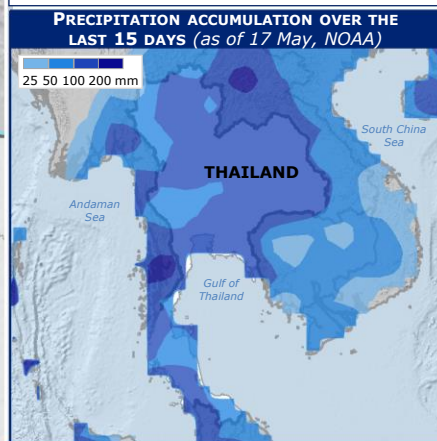 PRECIPITATION ACCUMULATION OVER THE
LAST 15 DAYS (as of 17 May, NOAA)
25 50 100 200 mm
South China
Sea
THAILAND
Andaman
Sea
Gulf of
Thailand